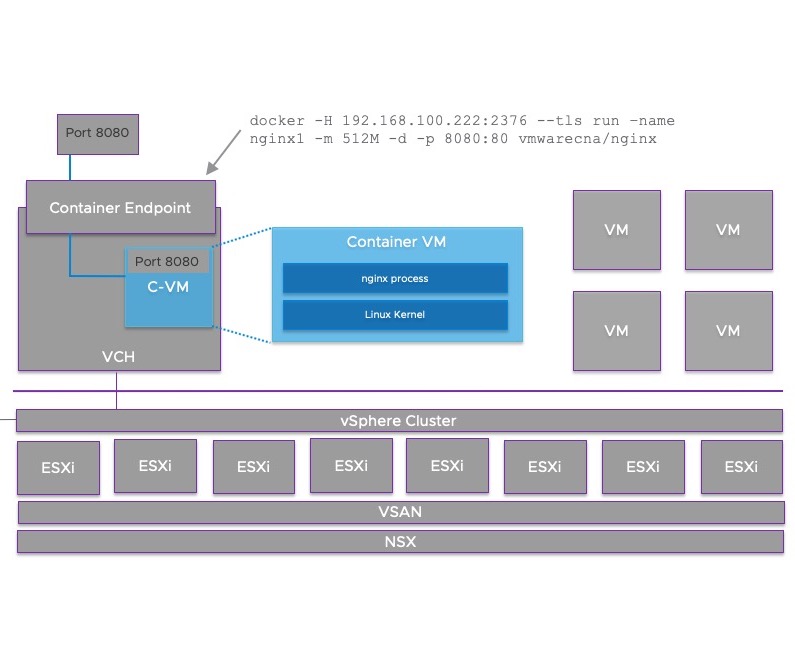 docker -H 192.168.100.222:2376 --tls run –name
nginx1 -m 512M -d -p 8080:80 vmwarecna/nginx
Port 8080
Container Endpoint
Port 8080
C-VM
VCH
Container VM
nginx process
Linux Kernel
VM
VM
VM
VM
vSphere Cluster
ESXi
ESXi
ESXi
ESXi
ESXi
ESXi
ESXi
ESXi
VSAN
NSX